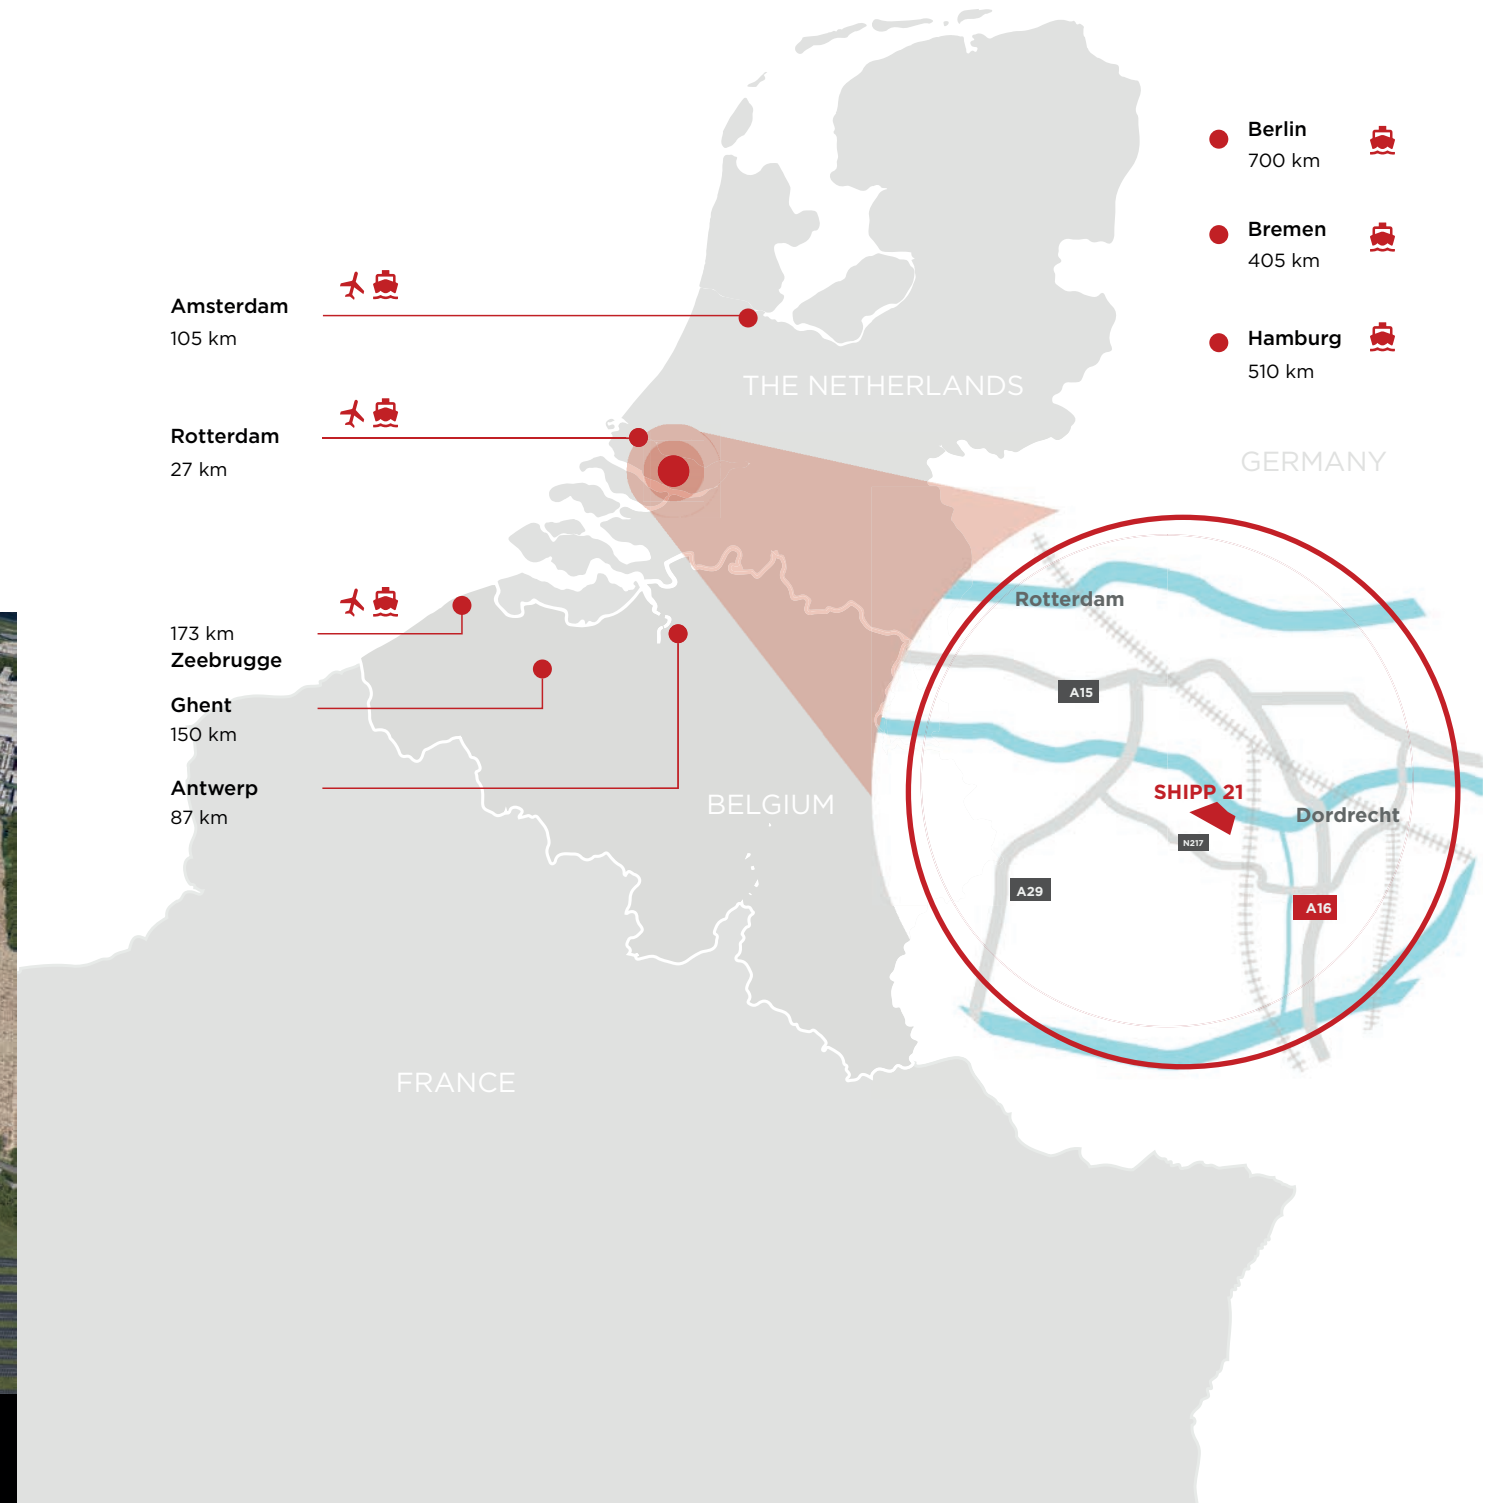 Berlin
700 km
Bremen
405 km
Hamburg
510 km
Amsterdam
105 km
THE NETHERLANDS
Rotterdam
27 km
GERMANY
173 km
Zeebrugge
Ghent
150 km
Antwerp
87 km
BELGIUM
FRANCE
Rotterdam
A15
SHIPP 21
Dordrecht
N217
A29
A16